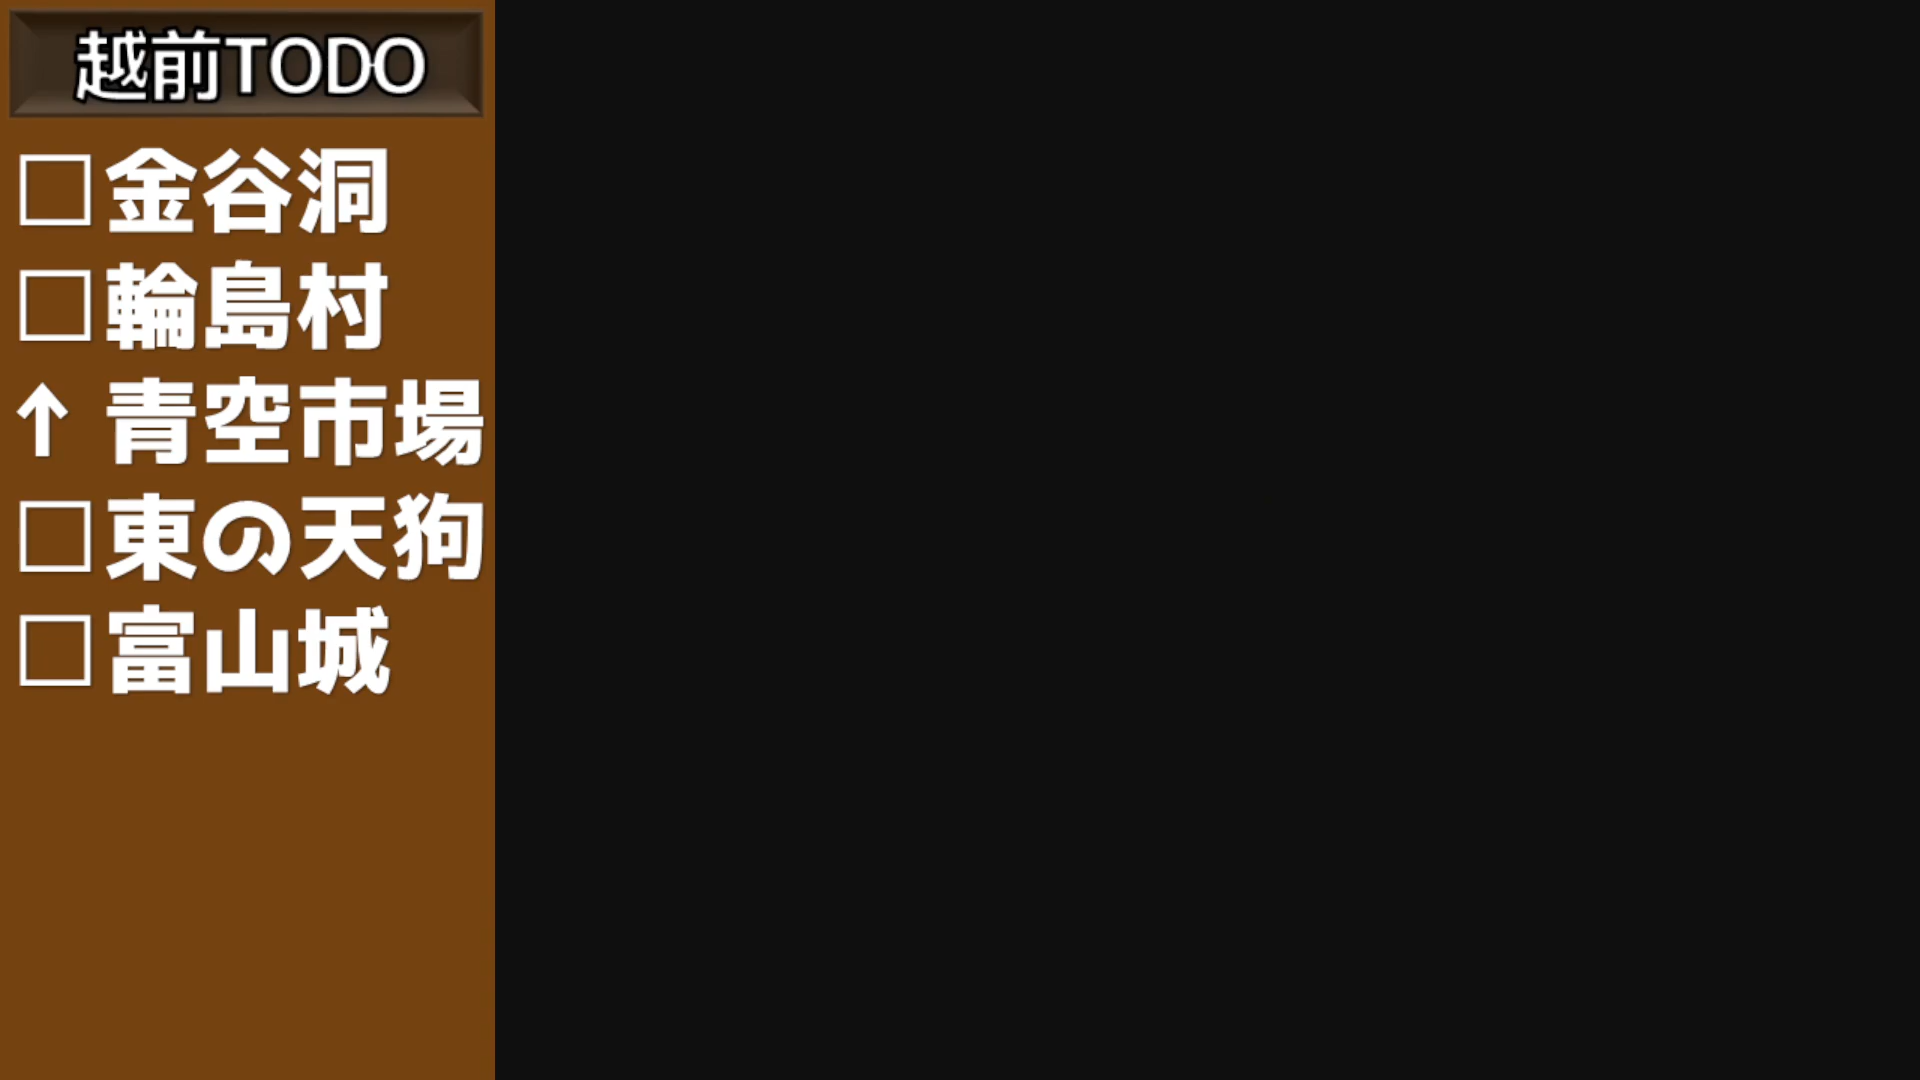 越前TODO
□金谷洞
□輪島村
↑ 青空市場
□東の天狗
□富山城